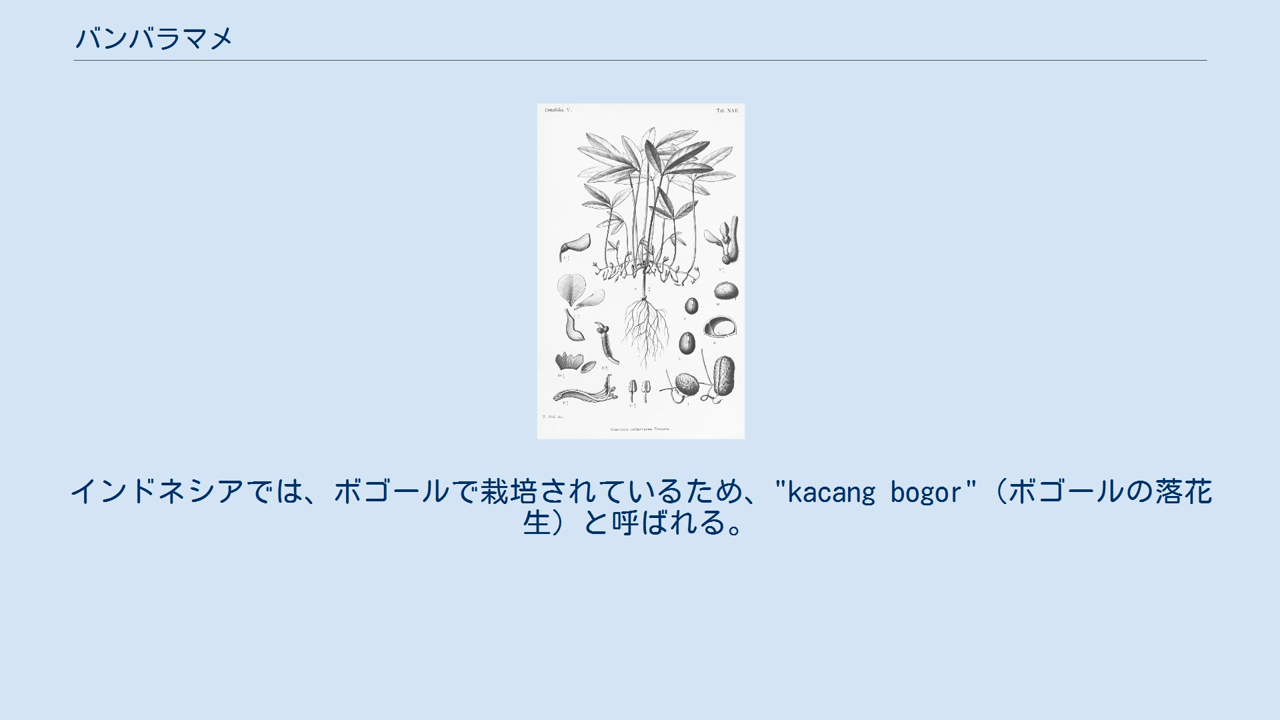 バンバラマメ
インドネシアでは、ボゴールで栽培されているため、"kacang bogor"（ボゴールの落花
生）と呼ばれる。